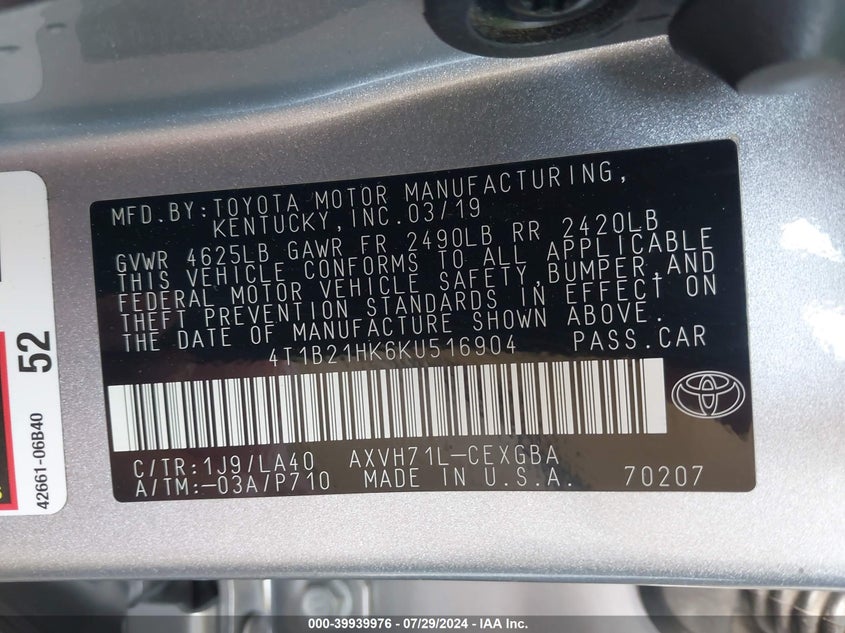 MFD.BY:TOYOTA MOTOR MANUFACTURING,
KENTUCKY,INC.03/19
GVWR 4625LB GAWR FR 2490LB RR 2420LB
THIS VEHICLE CONFORMS TO ALL APPLICABLE
FEDERAL MOTOR VEHICLE SAFETY,BUMPER,AND
THEFT PREVENTION STANDARDS IN EFFECT ON
THE DATE OF MANUFACTURE SHOWN ABOVE.
4T1B21HK6KU516904 PASS.CAR
C/TR:1J9/LA40 AXVH71L-CEXGBA
A/TM:-03A/P710 MADE IN U.S.A. 70207
52
42661-06B40
000-39939976 - 07/29/2024 - IAA Inc.